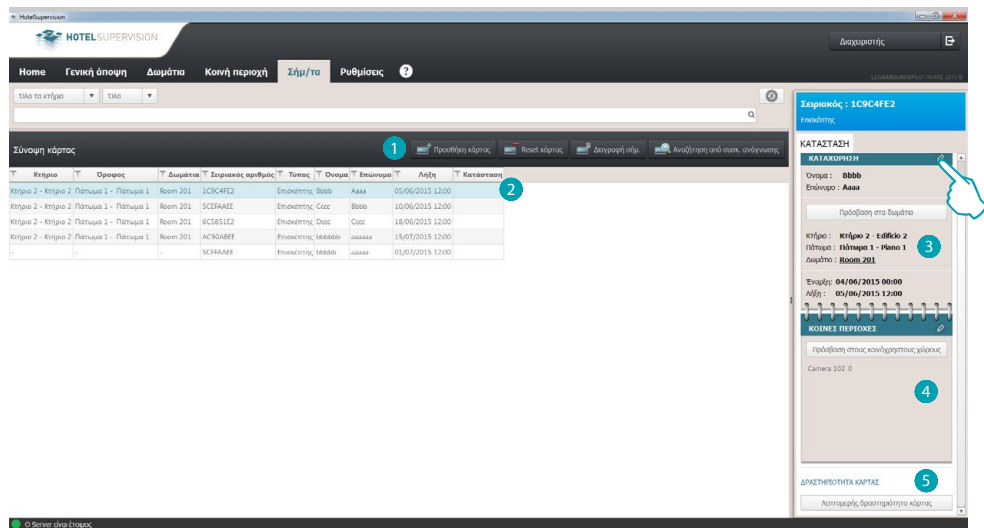 HotelSupervision
HOTELSUPERVISION
Διαχειριστής
Home Γενική άποψη Δωμάτια Κοινή περιοχή Σήμ/τα Ρυθμίσεις ?
LEGRANDGROUPSOFTWARE 2015 ©
Όλα τα κτήρια Όλα
Σύνοψη κάρτας
1
Προσθήκη κάρτας Reset κάρτας Διαγραφή σήμ. Αναζήτηση από συσκ. ανάγνωσης
Κτήριο Όροφος Δωμάτια Σειριακός αριθμός Τύπος Όνομα Επώνυμο Λήξη Κατάσταση
Κτήριο 2 - Κτήριο 2 Πάτωμα 1 - Πάτωμα 1 Room 201 1C9C4FE2 Επισκέπτης Bbbb Aaaa 05/06/2015 12:00
2
Κτήριο 2 - Κτήριο 2 Πάτωμα 1 - Πάτωμα 1 Room 201 5CEFAAEE Επισκέπτης Cccc Bbbb 10/06/2015 12:00
Κτήριο 2 - Κτήριο 2 Πάτωμα 1 - Πάτωμα 1 Room 201 6C5851E2 Επισκέπτης Dccc Cccc 18/06/2015 12:00
Κτήριο 2 - Κτήριο 2 Πάτωμα 1 - Πάτωμα 1 Room 201 AC90ABEE Επισκέπτης bbbbbb aaaaaa 15/07/2015 12:00
- - - 5CFFAAEE Επισκέπτης bbbbb aaaaa 01/07/2015 12:00
Σειριακός : 1C9C4FE2
Επισκέπτης
ΚΑΤΑΣΤΑΣΗ
ΚΑΤΑΧΩΡΗΣΗ
Όνομα : Bbbb
Επώνυμο : Aaaa
Πρόσβαση στα δωμάτια
Κτήριο : Κτήριο 2 - Edificio 2
Πάτωμα : Πάτωμα 1 - Piano 1
3
Δωμάτιο : Room 201
Έναρξη: 04/06/2015 00:00
Λήξη : 05/06/2015 12:00
ΚΟΙΝΕΣ ΠΕΡΙΟΧΕΣ
Πρόσβαση στους κοινόχρηστους χώρους
Camera 102 0
4
ΔΡΑΣΤΗΡΙΟΤΗΤΑ ΚΑΡΤΑΣ
5
Λεπτομερής δραστηριότητα κάρτας
Ο Server είναι έτοιμος